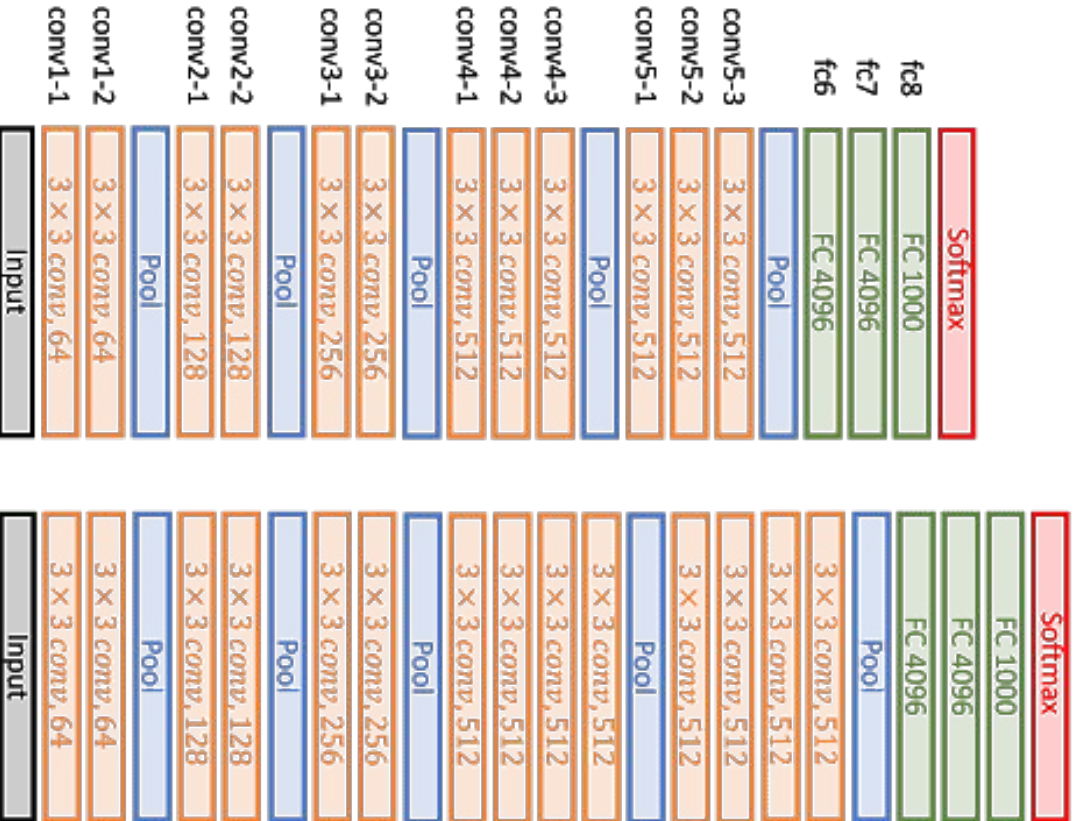 Softmax
fc8 FC 1000
fc7 FC 4096
fc6 FC 4096
Pool
conv5-3 3 × 3 conv, 512
conv5-2 3 × 3 conv, 512
conv5-1 3 × 3 conv, 512
Pool
conv4-3 3 × 3 conv, 512
conv4-2 3 × 3 conv, 512
conv4-1 3 × 3 conv, 512
Pool
conv3-2 3 × 3 conv, 256
conv3-1 3 × 3 conv, 256
Pool
conv2-2 3 × 3 conv, 128
conv2-1 3 × 3 conv, 128
Pool
conv1-2 3 × 3 conv, 64
conv1-1 3 × 3 conv, 64
Input
Softmax
FC 1000
FC 4096
FC 4096
Pool
3 × 3 conv, 512
3 × 3 conv, 512
3 × 3 conv, 512
3 × 3 conv, 512
Pool
3 × 3 conv, 512
3 × 3 conv, 512
3 × 3 conv, 512
3 × 3 conv, 512
Pool
3 × 3 conv, 256
3 × 3 conv, 256
Pool
3 × 3 conv, 128
3 × 3 conv, 128
Pool
3 × 3 conv, 64
3 × 3 conv, 64
Input